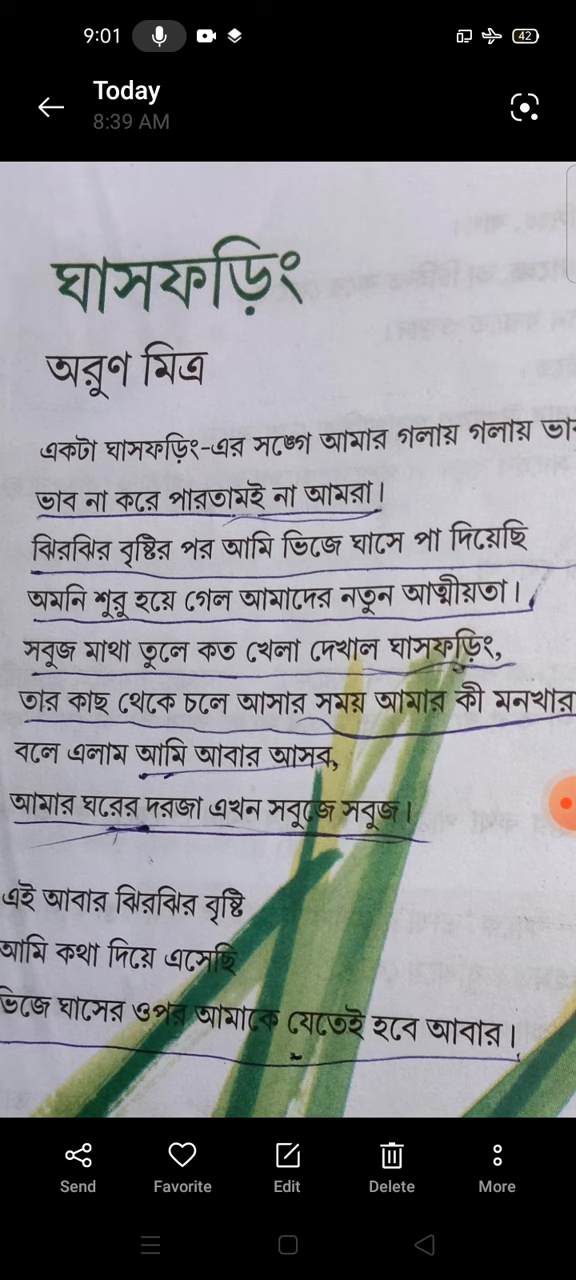 9:01
42
Today
8:39 AM
ঘাসফড়িং
অরুণ মিত্র
একটা ঘাসফড়িং-এর সঙ্গে আমার গলায় গলায় ভাব
ভাব না করে পারতামই না আমরা।
ঝিরঝির বৃষ্টির পর আমি ভিজে ঘাসে পা দিয়েছি
অমনি শুরু হয়ে গেল আমাদের নতুন আত্মীয়তা।
সবুজ মাথা তুলে কত খেলা দেখাল ঘাসফড়িং,
তার কাছ থেকে চলে আসার সময় আমার কী মনখারা
বলে এলাম আমি আবার আসব,
আমার ঘরের দরজা এখন সবুজে সবুজ।
এই আবার ঝিরঝির বৃষ্টি
আমি কথা দিয়ে এসেছি
ভিজে ঘাসের ওপর আমাকে যেতেই হবে আবার।
Send Favorite Edit Delete More